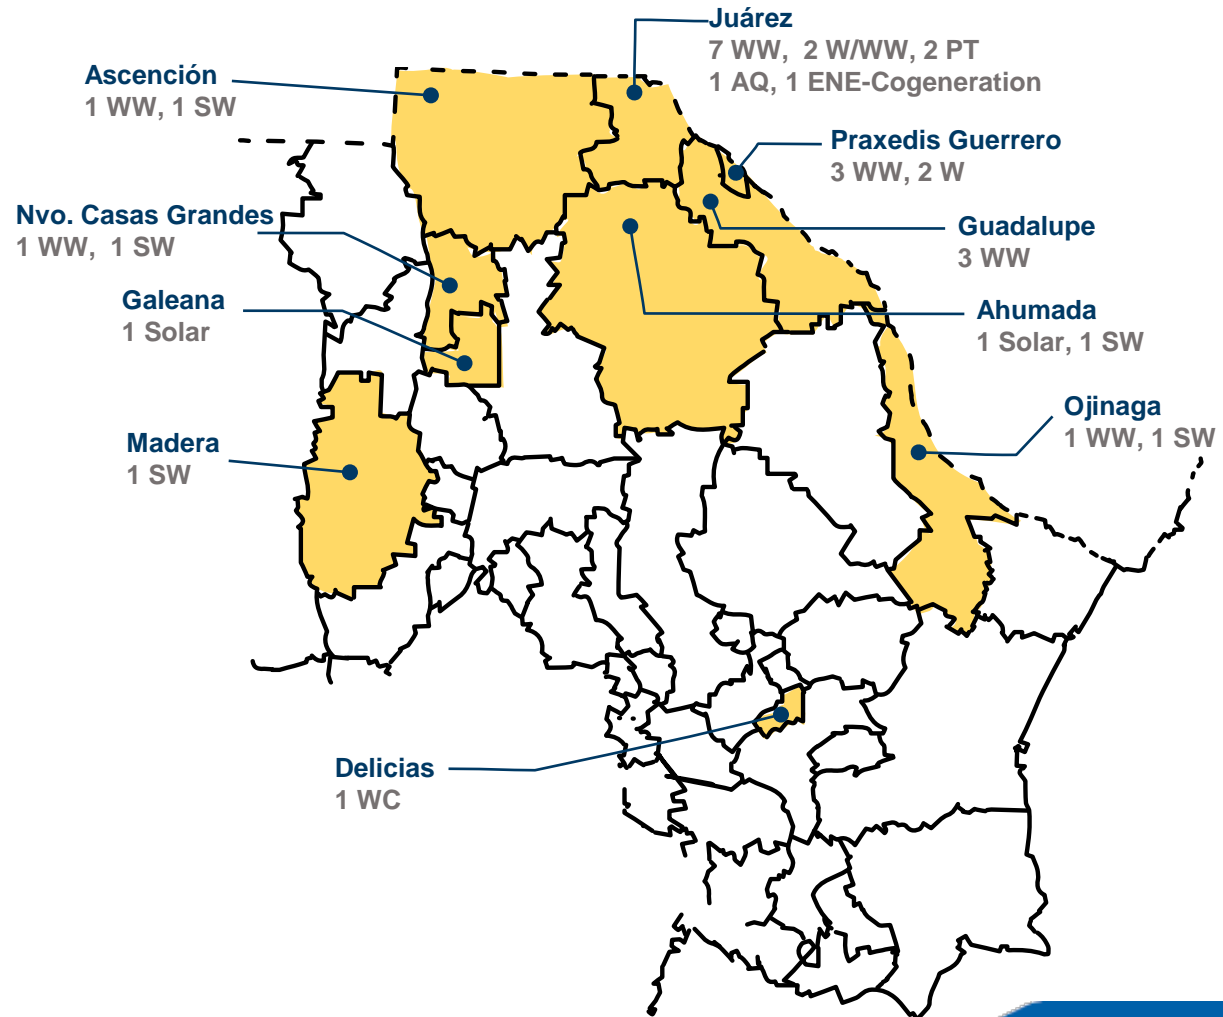 Juárez
7 WW, 2 W/WW, 2 PT
1 AQ, 1 ENE-Cogeneration
Ascención
1 WW, 1 SW
Praxedis Guerrero
3 WW, 2 W
Nvo. Casas Grandes
1 WW, 1 SW
Guadalupe
3 WW
Galeana
1 Solar
Ahumada
1 Solar, 1 SW
Ojinaga
1 WW, 1 SW
Madera
1 SW
Delicias
1 WC